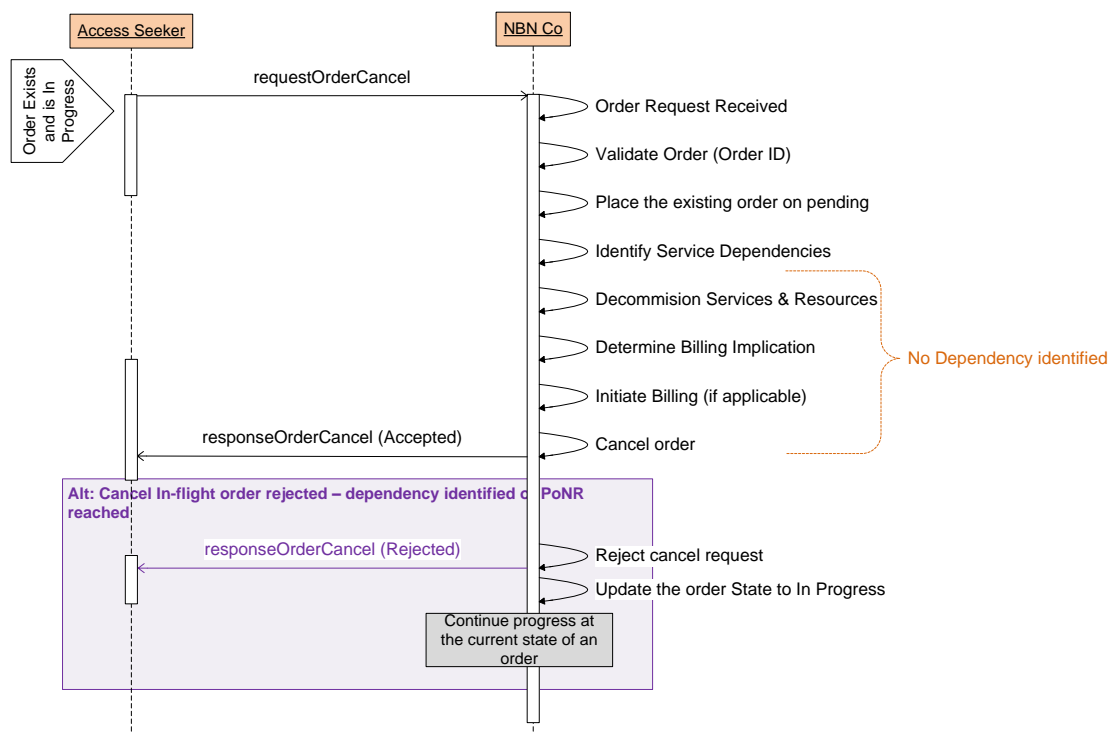 Access Seeker
NBN Co
Order Exists
and is In
Progress
requestOrderCancel
Order Request Received
Validate Order (Order ID)
Place the existing order on pending
Identify Service Dependencies
Decommision Services & Resources
Determine Billing Implication
No Dependency identified
Initiate Billing (if applicable)
responseOrderCancel (Accepted)
Cancel order
Alt: Cancel In-flight order rejected – dependency identified o PoNR
reached
responseOrderCancel (Rejected)
Reject cancel request
Update the order State to In Progress
Continue progress at
the current state of an
order